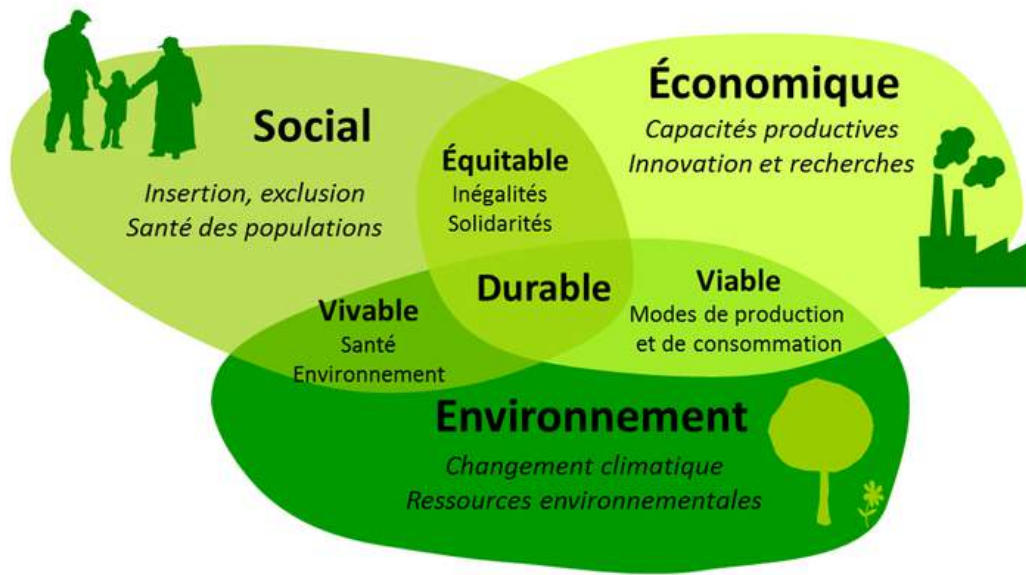 Social
Insertion, exclusion
Santé des populations
Économique
Capacités productives
Innovation et recherches
Équitable
Inégalités
Solidarités
Durable
Vivable
Santé
Environnement
Viable
Modes de production
et de consommation
Environnement
Changement climatique
Ressources environnementales